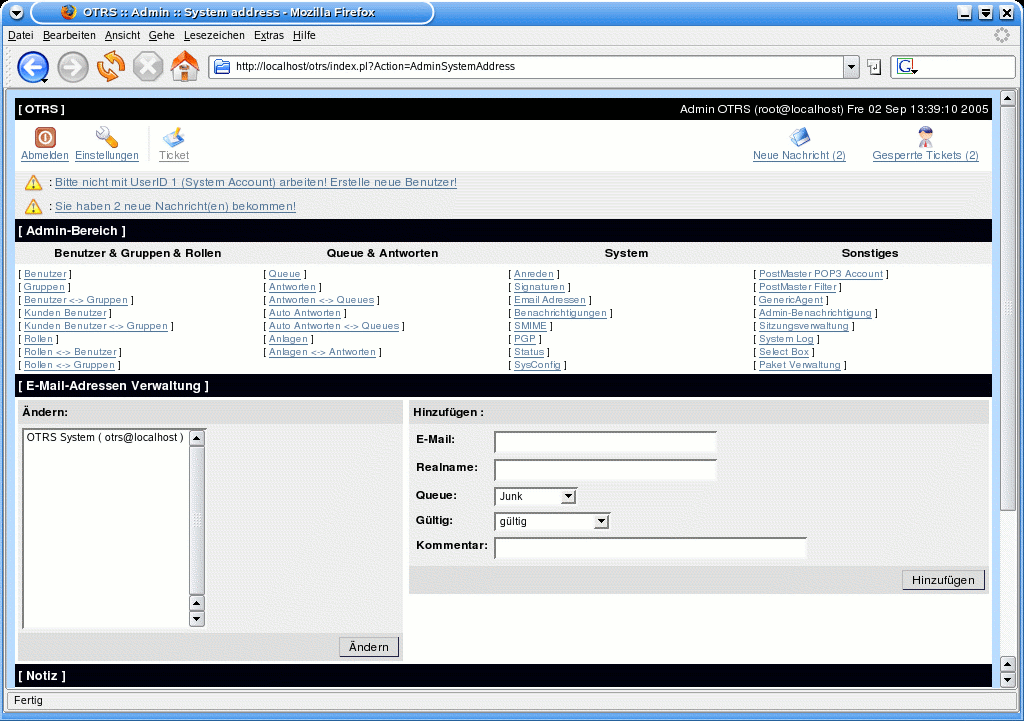 OTRS :: Admin :: System address - Mozilla Firefox
Datei Bearbeiten Ansicht Gehe Lesezeichen Extras Hilfe
http://localhost/otrs/index.pl?Action=AdminSystemAddress
G
[ OTRS ] Admin OTRS (root@localhost) Fre 02 Sep 13:39:10 2005
Abmelden Einstellungen Ticket Neue Nachricht (2) Gesperrte Tickets (2)
: Bitte nicht mit UserID 1 (System Account) arbeiten! Erstelle neue Benutzer!
: Sie haben 2 neue Nachricht(en) bekommen!
[ Admin-Bereich ]
Benutzer & Gruppen & Rollen Queue & Antworten System Sonstiges
[ Benutzer ] [ Queue ] [ Anreden ] [ PostMaster POP3 Account ]
[ Gruppen ] [ Antworten ] [ Signaturen ] [ PostMaster Filter ]
[ Benutzer <-> Gruppen ] [ Antworten <-> Queues ] [ Email Adressen ] [ GenericAgent ]
[ Kunden Benutzer ] [ Auto Antworten ] [ Benachrichtigungen ] [ Admin-Benachrichtigung ]
[ Kunden Benutzer <-> Gruppen ] [ Auto Antworten <-> Queues ] [ SMIME ] [ Sitzungsverwaltung ]
[ Rollen ] [ Anlagen ] [ PGP ] [ System Log ]
[ Rollen <-> Benutzer ] [ Anlagen <-> Antworten ] [ Status ] [ Select Box ]
[ Rollen <-> Gruppen ] [ SysConfig ] [ Paket Verwaltung ]
[ E-Mail-Adressen Verwaltung ]
Ändern:
OTRS System ( otrs@localhost )
Ändern
Hinzufügen :
E-Mail:
Realname:
Queue: Junk
Gültig: gültig
Kommentar:
Hinzufügen
[ Notiz ]
Fertig